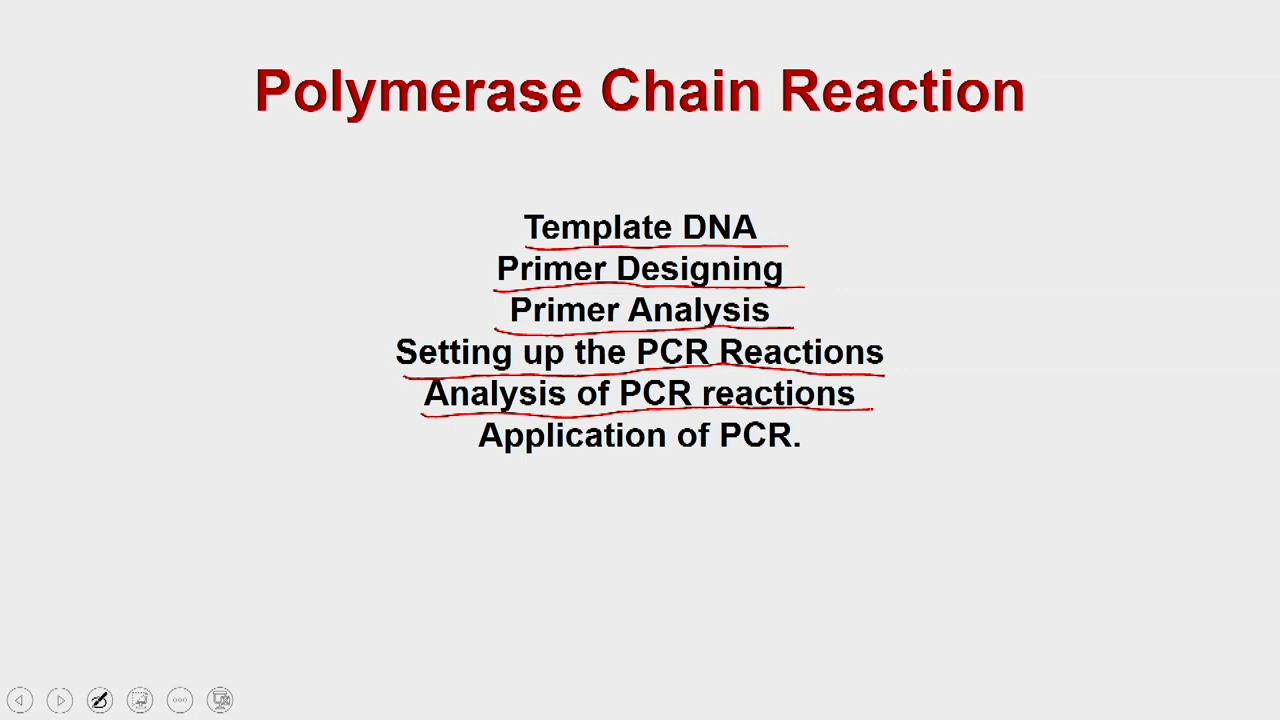 Polymerase Chain Reaction
Template DNA
Primer Designing
Primer Analysis
Setting up the PCR Reactions
Analysis of PCR reactions
Application of PCR.